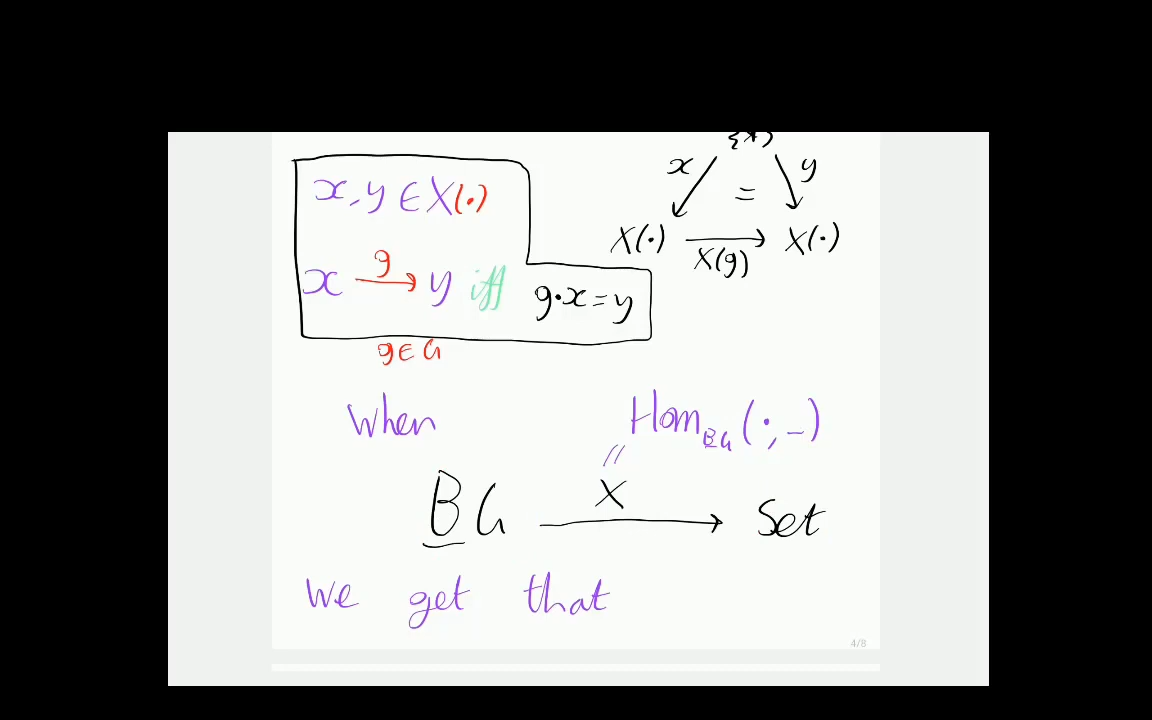 {*}
x y
=
x, y ∈ X(·)
X(·) X(g) X(·)
x g y iff g·x = y
g ∈ G
when
Hom_BG(·, _)
//
BG X Set
we get that
4/8